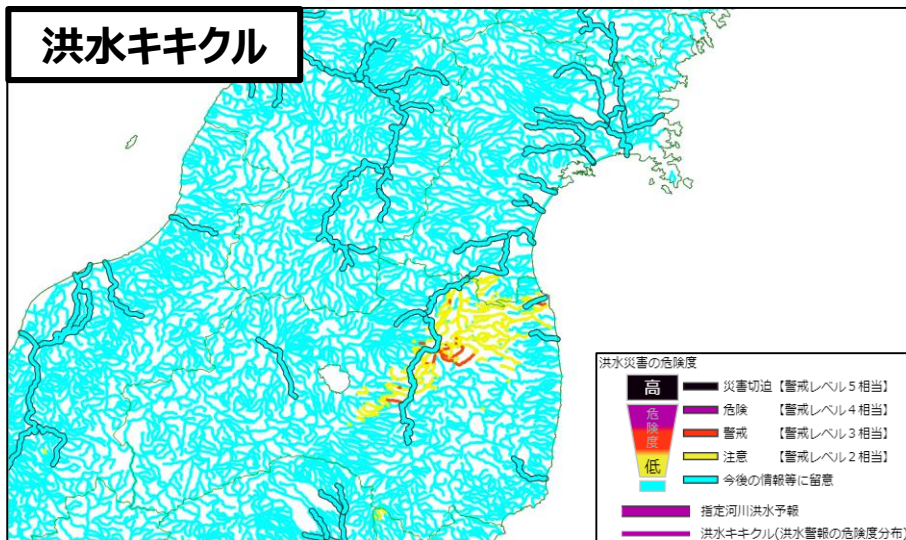 洪水キキクル
洪水災害の危険度
高
危険度
低
災害切迫【警戒レベル５相当】
危険 【警戒レベル４相当】
警戒 【警戒レベル３相当】
注意 【警戒レベル２相当】
今後の情報等に留意
指定河川洪水予報
洪水キキクル(洪水警報の危険度分布)